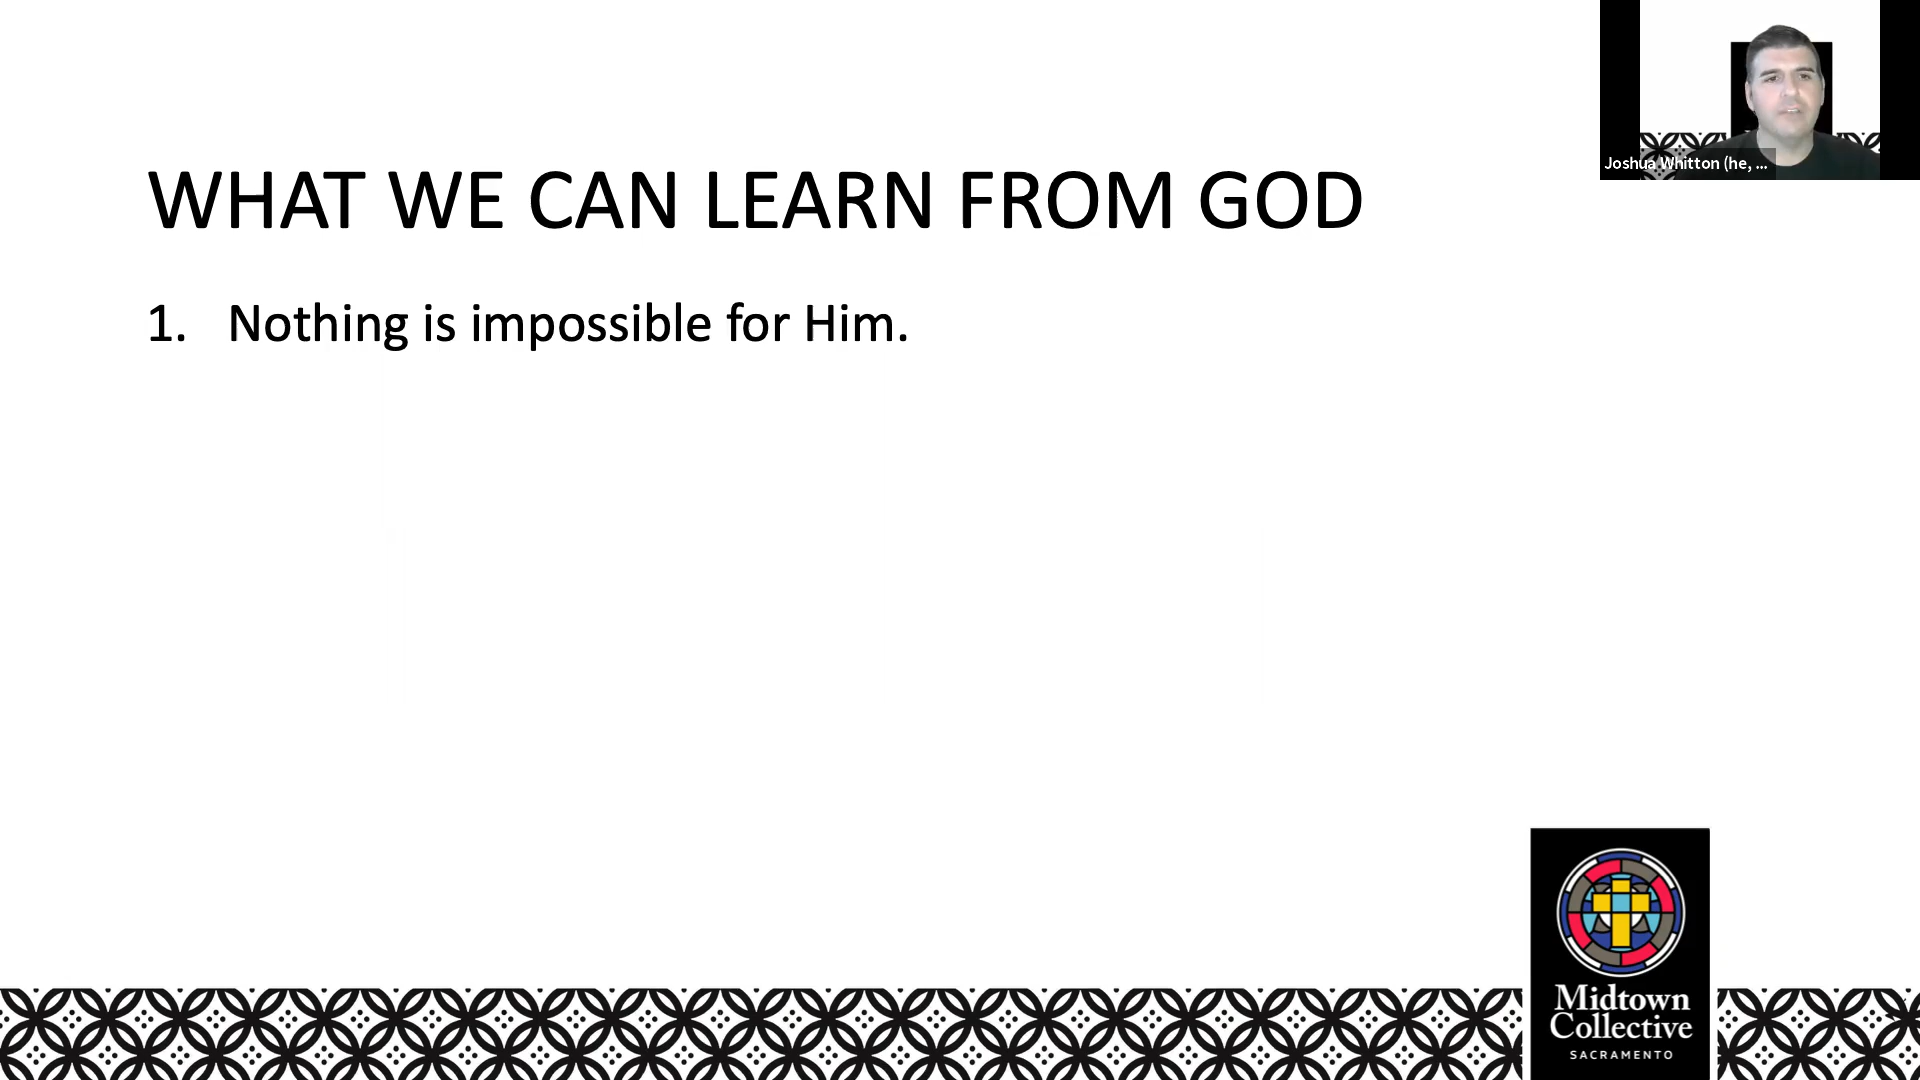 Joshua Whitton (he, ...
WHAT WE CAN LEARN FROM GOD
1. Nothing is impossible for Him.
Midtown
Collective
SACRAMENTO